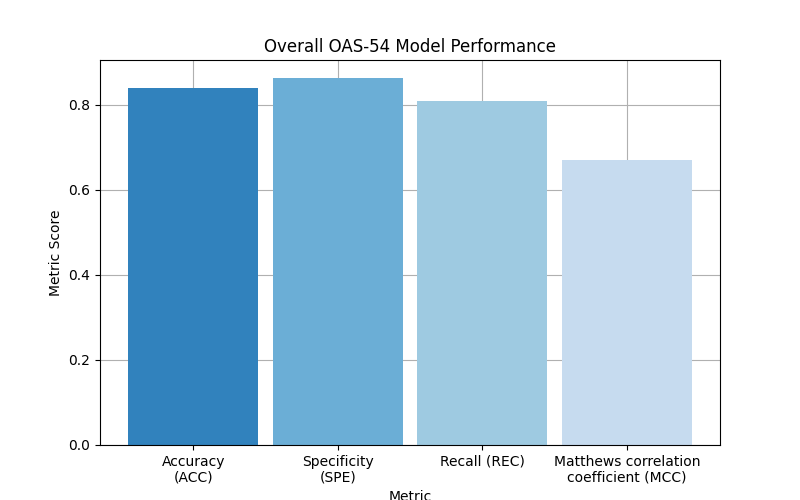 Overall OAS-54 Model Performance
Metric Score
0.8
0.6
0.4
0.2
0.0
Accuracy
(ACC)
Specificity
(SPE)
Recall (REC)
Matthews correlation
coefficient (MCC)
Metric